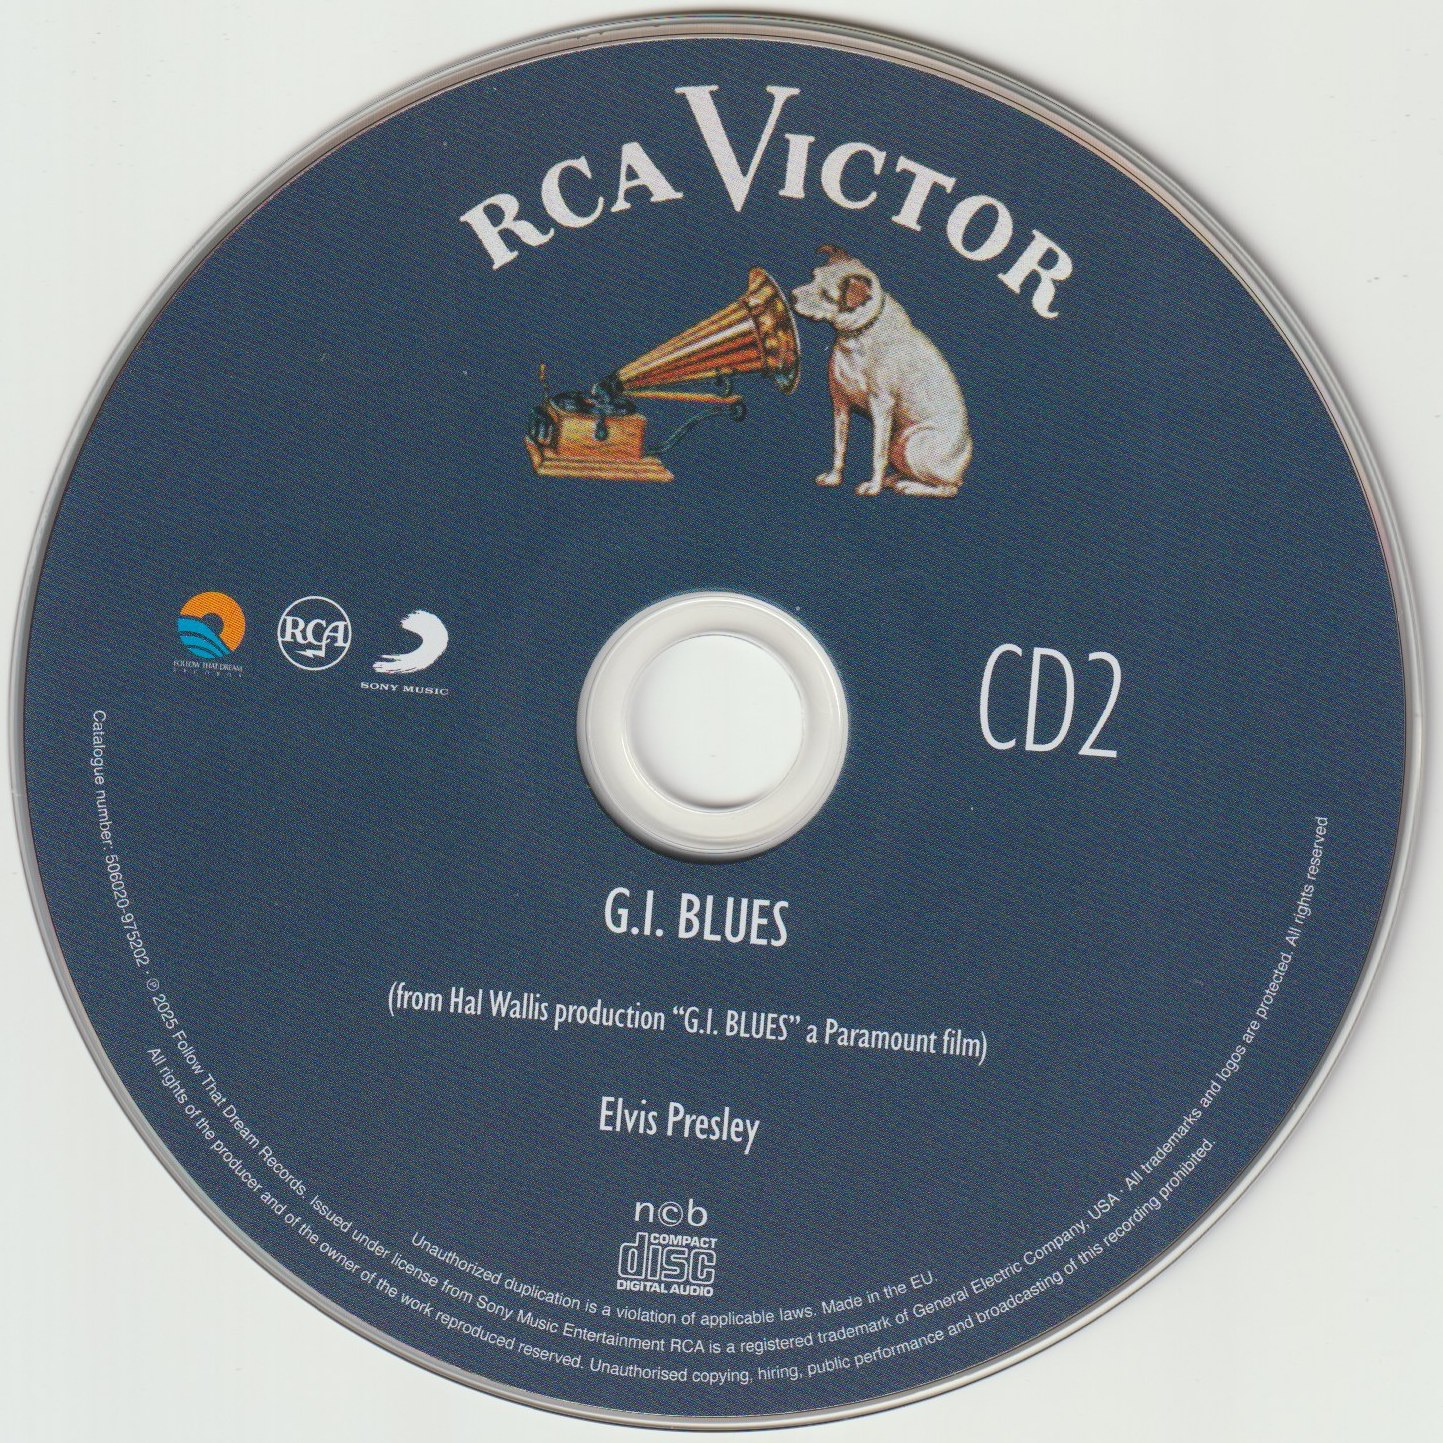 RCA VICTOR
FOLLOW THAT DREAM
RECORDS
RCA
SONY MUSIC
CD2
G.I. BLUES
(from Hal Wallis production “G.I. BLUES” a Paramount film)
Elvis Presley
n©b
COMPACT
disc
DIGITAL AUDIO
Unauthorized duplication is a violation of applicable laws. Made in the EU.
Catalogue number: 506020-975202 · ℗ 2025 Follow That Dream Records. Issued under license from Sony Music Entertainment RCA is a registered trademark of General Electric Company, USA · All trademarks and logos are protected. All rights reserved
All rights of the producer and of the owner of the work reproduced reserved. Unauthorised copying, hiring, public performance and broadcasting of this recording prohibited.